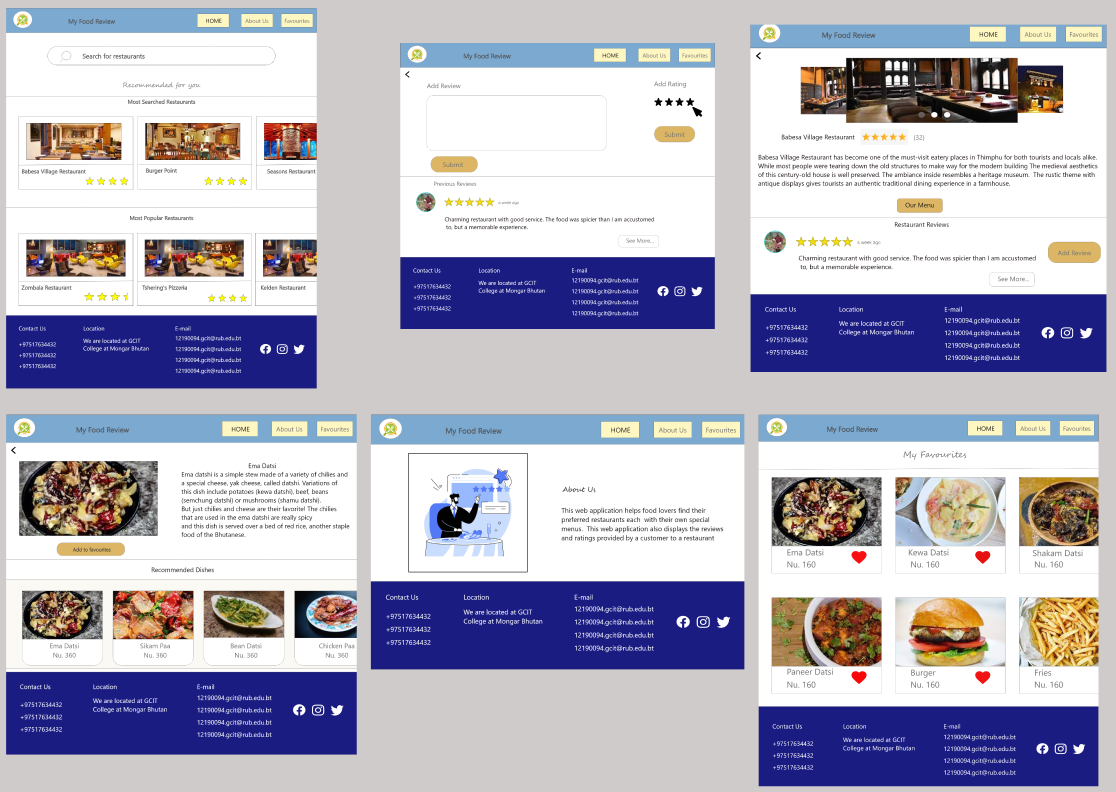 My Food Review
HOME
About Us
Favourites
Search for restaurants
Recommended for you
Most Searched Restaurants
Babesa Village Restaurant
Burger Point
Seasons Restaurant
Most Popular Restaurants
Zombala Restaurant
Tshering's Pizzeria
Kelden Restaurant
Contact Us
+97517634432
+97517634432
+97517634432
Location
We are located at GCIT
College at Mongar Bhutan
E-mail
12190094.gcit@rub.edu.bt
12190094.gcit@rub.edu.bt
12190094.gcit@rub.edu.bt
12190094.gcit@rub.edu.bt
My Food Review
HOME
About Us
Favourites
Add Review
Add Rating
Submit
Submit
Previous Reviews
a week ago
Charming restaurant with good service. The food was spicier than I am accustomed
to, but a memorable experience.
See More...
Contact Us
+97517634432
+97517634432
+97517634432
Location
We are located at GCIT
College at Mongar Bhutan
E-mail
12190094.gcit@rub.edu.bt
12190094.gcit@rub.edu.bt
12190094.gcit@rub.edu.bt
12190094.gcit@rub.edu.bt
My Food Review
HOME
About Us
Favourites
Babesa Village Restaurant
(32)
Babesa Village Restaurant has become one of the must-visit eatery places in Thimphu for both tourists and locals alike.
While most people were tearing down the old structures to make way for the modern building The medieval aesthetics
of this century-old house is well preserved. The ambiance inside resembles a heritage museum. The rustic theme with
antique displays gives tourists an authentic traditional dining experience in a farmhouse.
Our Menu
Restaurant Reviews
a week ago
Charming restaurant with good service. The food was spicier than I am accustomed
to, but a memorable experience.
Add Review
See More...
Contact Us
+97517634432
+97517634432
+97517634432
Location
We are located at GCIT
College at Mongar Bhutan
E-mail
12190094.gcit@rub.edu.bt
12190094.gcit@rub.edu.bt
12190094.gcit@rub.edu.bt
12190094.gcit@rub.edu.bt
My Food Review
HOME
About Us
Favourites
Ema Datsi
Ema datshi is a simple stew made of a variety of chilies and
a special cheese, yak cheese, called datshi. Variations of
this dish include potatoes (kewa datshi), beef, beans
(semchung datshi) or mushrooms (shamu datshi).
But just chilies and cheese are their favorite! The chilies
that are used in the ema datshi are really spicy
and this dish is served over a bed of red rice, another staple
food of the Bhutanese.
Add to favourites
Recommended Dishes
Ema Datsi
Nu. 360
Sikam Paa
Nu. 360
Bean Datsi
Nu. 360
Chicken Paa
Nu. 360
Contact Us
+97517634432
+97517634432
+97517634432
Location
We are located at GCIT
College at Mongar Bhutan
E-mail
12190094.gcit@rub.edu.bt
12190094.gcit@rub.edu.bt
12190094.gcit@rub.edu.bt
12190094.gcit@rub.edu.bt
My Food Review
HOME
About Us
Favourites
About Us
This web application helps food lovers find their
preferred restaurants each with their own special
menus. This web application also displays the reviews
and ratings provided by a customer to a restaurant
Contact Us
+97517634432
+97517634432
+97517634432
Location
We are located at GCIT
College at Mongar Bhutan
E-mail
12190094.gcit@rub.edu.bt
12190094.gcit@rub.edu.bt
12190094.gcit@rub.edu.bt
12190094.gcit@rub.edu.bt
My Food Review
HOME
About Us
Favourites
My Favourites
Ema Datsi
Nu. 160
Kewa Datsi
Nu. 160
Shakam Datsi
Nu. 160
Paneer Datsi
Nu. 160
Burger
Nu. 160
Fries
Nu. 160
Contact Us
+97517634432
+97517634432
+97517634432
Location
We are located at GCIT
College at Mongar Bhutan
E-mail
12190094.gcit@rub.edu.bt
12190094.gcit@rub.edu.bt
12190094.gcit@rub.edu.bt
12190094.gcit@rub.edu.bt